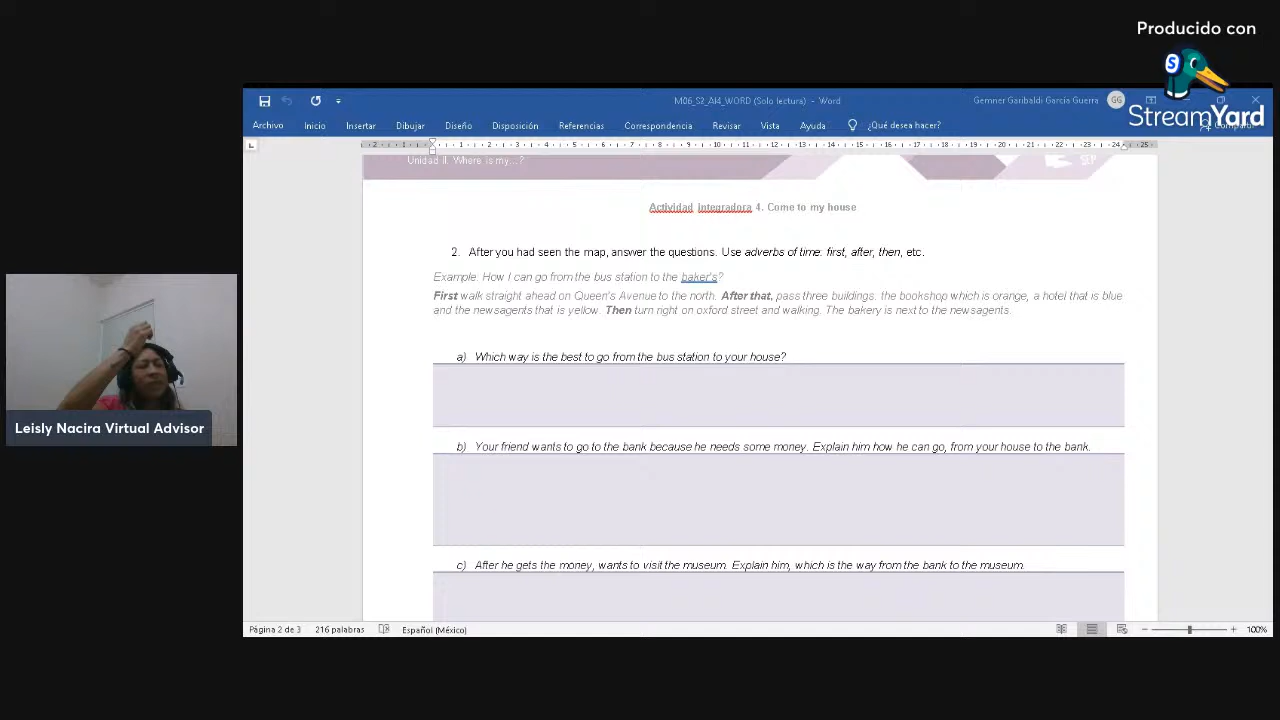 Producido con
StreamYard
M06_S2_AI4_WORD (Solo lectura) - Word
Gemner Garibaldi García Guerra
GG
Archivo
Inicio
Insertar
Dibujar
Diseño
Disposición
Referencias
Correspondencia
Revisar
Vista
Ayuda
¿Qué desea hacer?
Unidad II. Where is my...?
SEP
Actividad integradora 4. Come to my house
2. After you had seen the map, answer the questions. Use adverbs of time: first, after, then, etc.
Example: How I can go from the bus station to the baker's?
First walk straight ahead on Queen's Avenue to the north. After that, pass three buildings: the bookshop which is orange, a hotel that is blue
and the newsagents that is yellow. Then turn right on oxford street and walking. The bakery is next to the newsagents.
a) Which way is the best to go from the bus station to your house?
b) Your friend wants to go to the bank because he needs some money. Explain him how he can go, from your house to the bank.
c) After he gets the money, wants to visit the museum. Explain him, which is the way from the bank to the museum.
Leisly Nacira Virtual Advisor
Página 2 de 3
216 palabras
Español (México)
100%